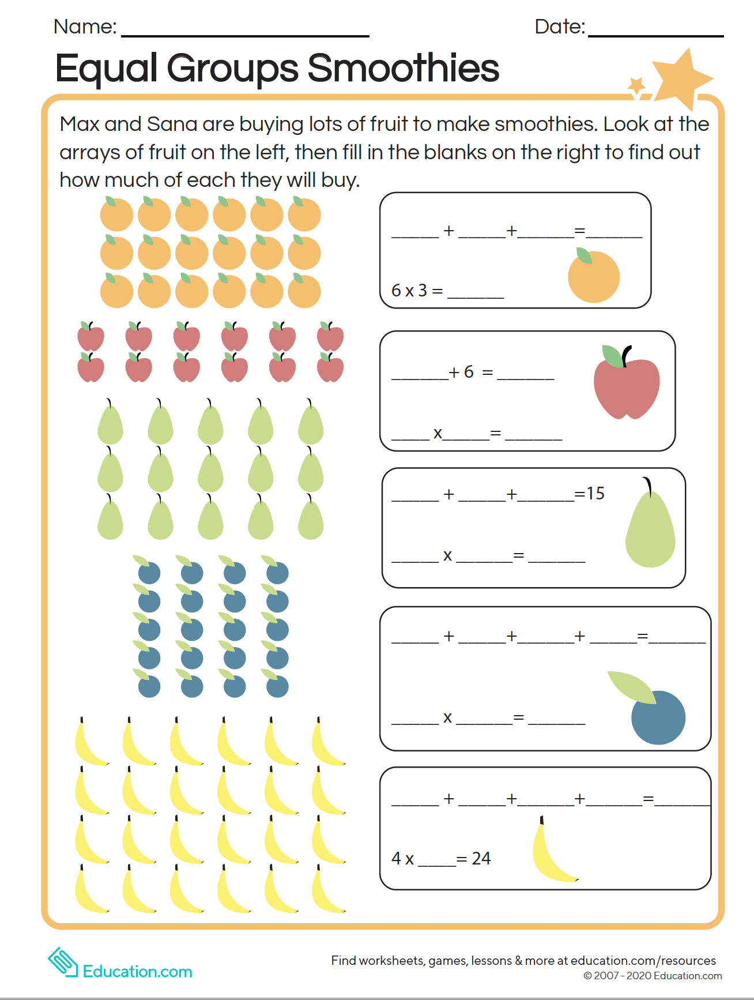 Name: ____________________ Date: ___________
Equal Groups Smoothies
Max and Sana are buying lots of fruit to make smoothies. Look at the
arrays of fruit on the left, then fill in the blanks on the right to find out
how much of each they will buy.
_____ + _____+______=______
6 x 3 = ______
______+ 6 = ______
____ x_____= ______
_____ + _____+______=15
_____ x ______= ______
_____ + _____+______+ _____=______
_____ x ______= ______
_____ + _____+______+______=______
4 x ____= 24
Education.com
Find worksheets, games, lessons & more at education.com/resources
© 2007 - 2020 Education.com